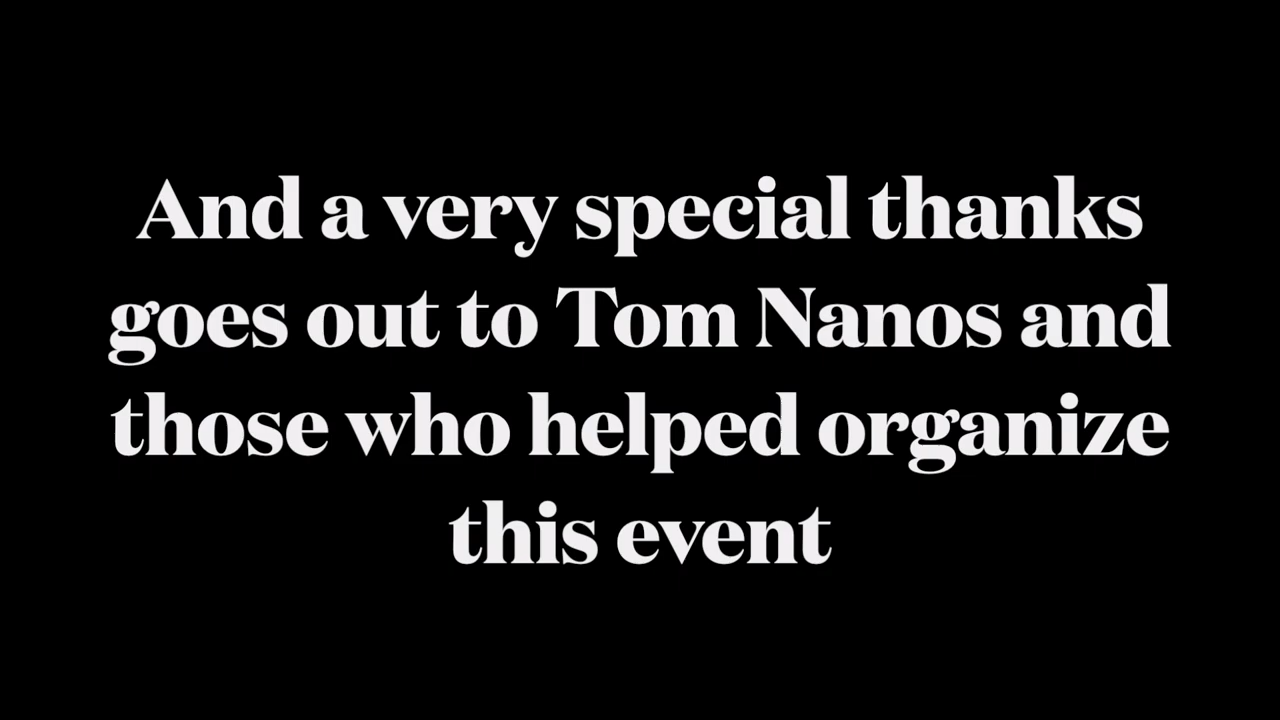 And a very special thanks
goes out to Tom Nanos and
those who helped organize
this event